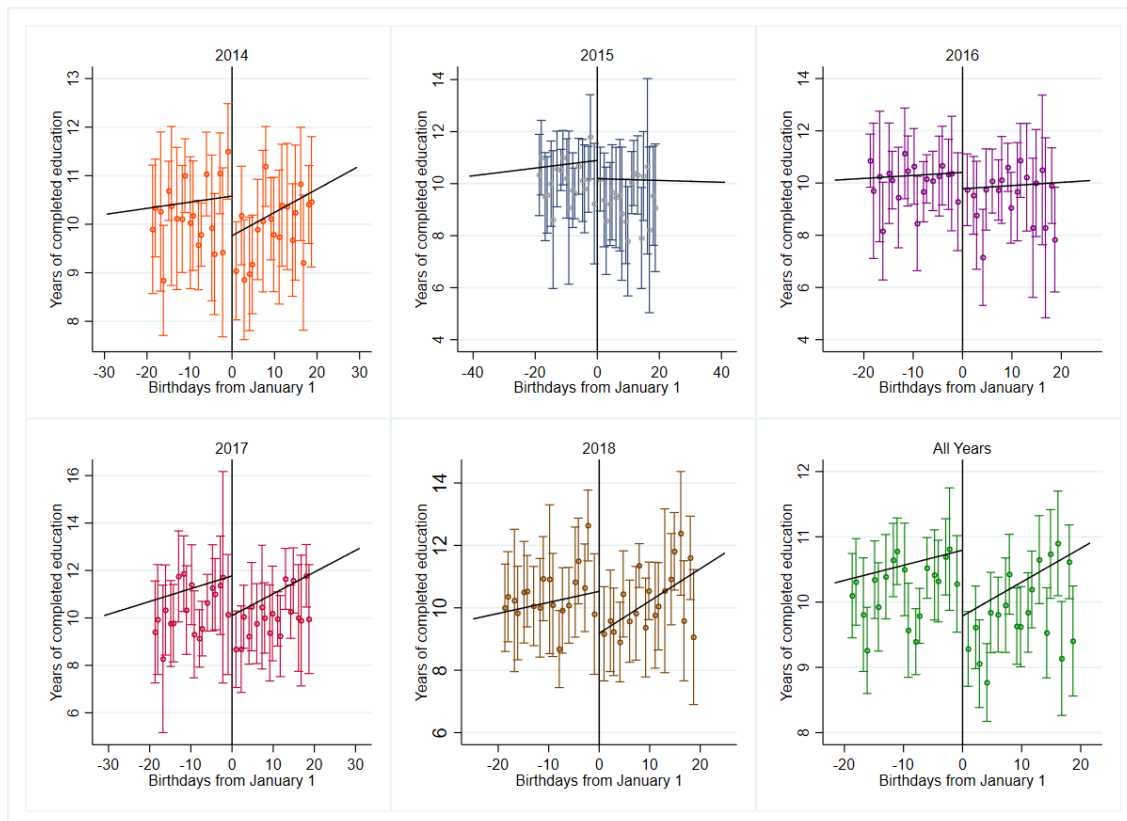 2014
13
12
11
10
9
8
Years of completed education
-30 -20 -10 0 10 20 30
Birthdays from January 1
2015
14
12
10
8
6
4
Years of completed education
-40 -20 0 20 40
Birthdays from January 1
2016
14
12
10
8
6
4
Years of completed education
-20 -10 0 10 20
Birthdays from January 1
2017
16
14
12
10
8
6
Years of completed education
-30 -20 -10 0 10 20 30
Birthdays from January 1
2018
14
12
10
8
6
Years of completed education
-20 -10 0 10 20
Birthdays from January 1
All Years
12
11
10
9
8
Years of completed education
-20 -10 0 10 20
Birthdays from January 1